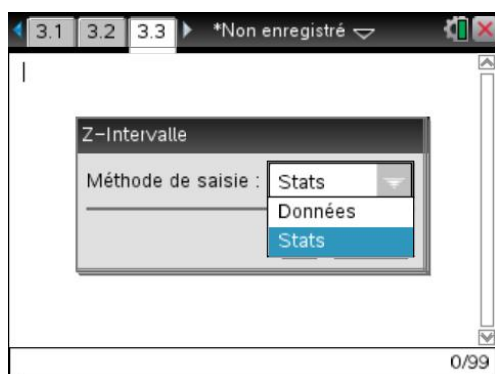 3.1 3.2 3.3 *Non enregistré
Z-Intervalle
Méthode de saisie : Stats
Données
Stats
0/99